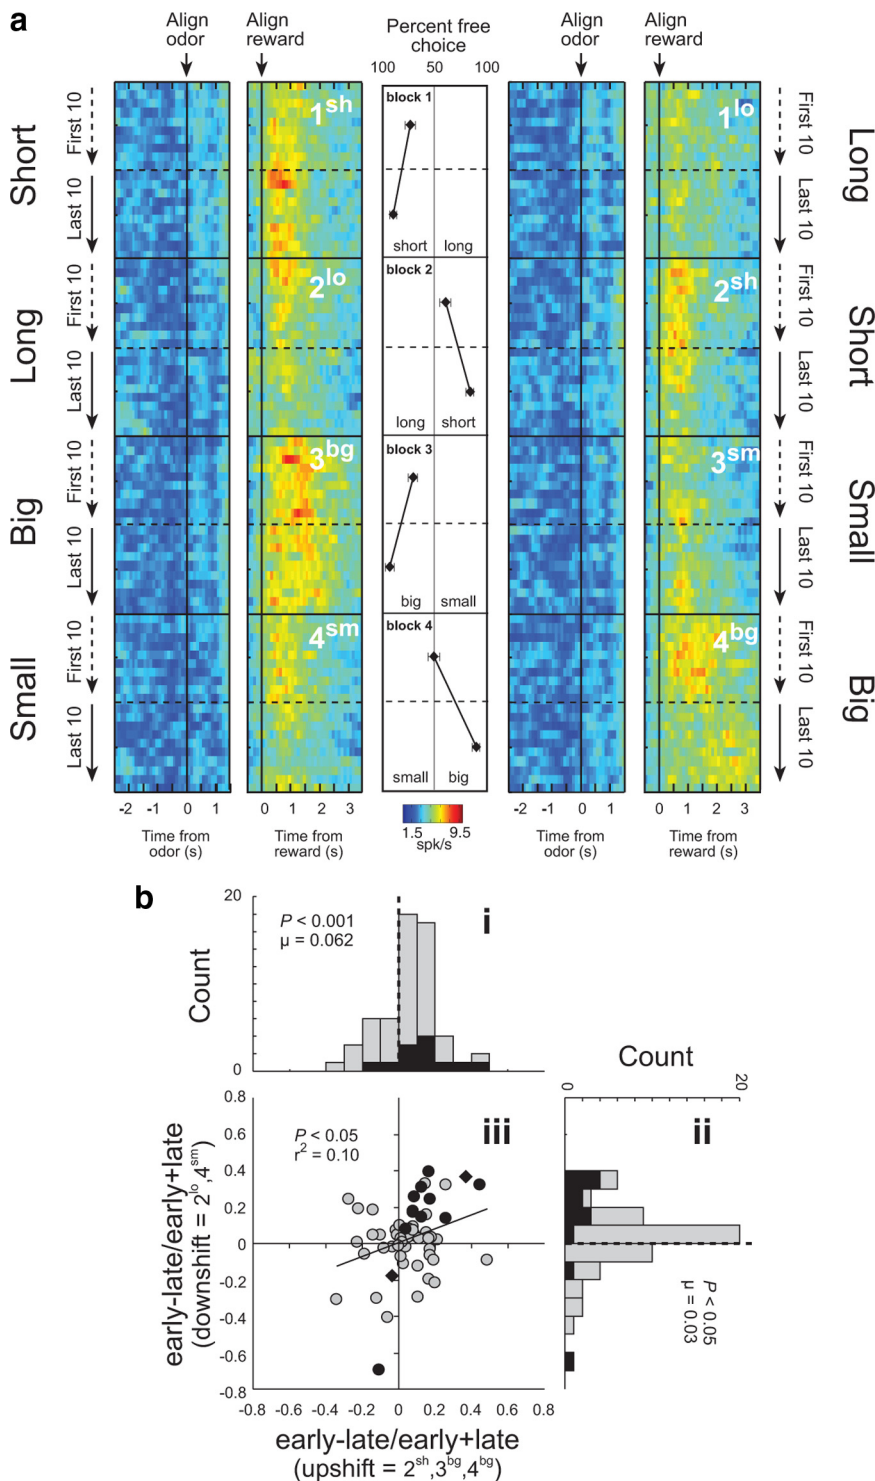 a
Align odor
Align reward
Percent free choice
100 50 100
Align odor
Align reward
Short
First 10
Last 10
1sh
block 1
short long
1lo
First 10
Last 10
Long
Long
First 10
Last 10
2lo
block 2
long short
2sh
First 10
Last 10
Short
Big
First 10
Last 10
3bg
block 3
big small
3sm
First 10
Last 10
Small
Small
First 10
Last 10
4sm
block 4
small big
4bg
First 10
Last 10
Big
-2 -1 0 1
Time from odor (s)
0 1 2 3
Time from reward (s)
1.5 9.5
spk/s
-2 -1 0 1
Time from odor (s)
0 1 2 3
Time from reward (s)
b
20
Count
0
P < 0.001
μ = 0.062
i
Count
0 20
ii
P < 0.05
μ = 0.03
early-late/early+late
(downshift = 2lo,4sm)
0.8
0.6
0.4
0.2
0
-0.2
-0.4
-0.6
-0.8
P < 0.05
r2 = 0.10
iii
-0.8 -0.6 -0.4 -0.2 0 0.2 0.4 0.6 0.8
early-late/early+late
(upshift = 2sh,3bg,4bg)